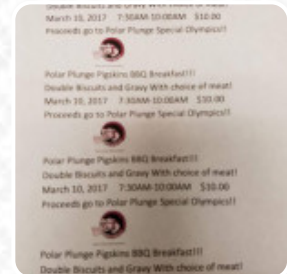 Double Biscuits and Gravy With choice of meat!
March 10, 2017 7:30AM-10:00AM $10.00
Proceeds go to Polar Plunge Special Olympics!!
Polar Plunge Pigskins BBQ Breakfast!!!
Double Biscuits and Gravy With choice of meat!
March 10, 2017 7:30AM-10:00AM $10.00
Proceeds go to Polar Plunge Special Olympics!!
Polar Plunge Pigskins BBQ Breakfast!!!
Double Biscuits and Gravy With choice of meat!
March 10, 2017 7:30AM-10:00AM $10.00
Proceeds go to Polar Plunge Special Olympics!!
Polar Plunge Pigskins BBQ Breakfast!!!
Double Biscuits and Gravy With choice of meat!